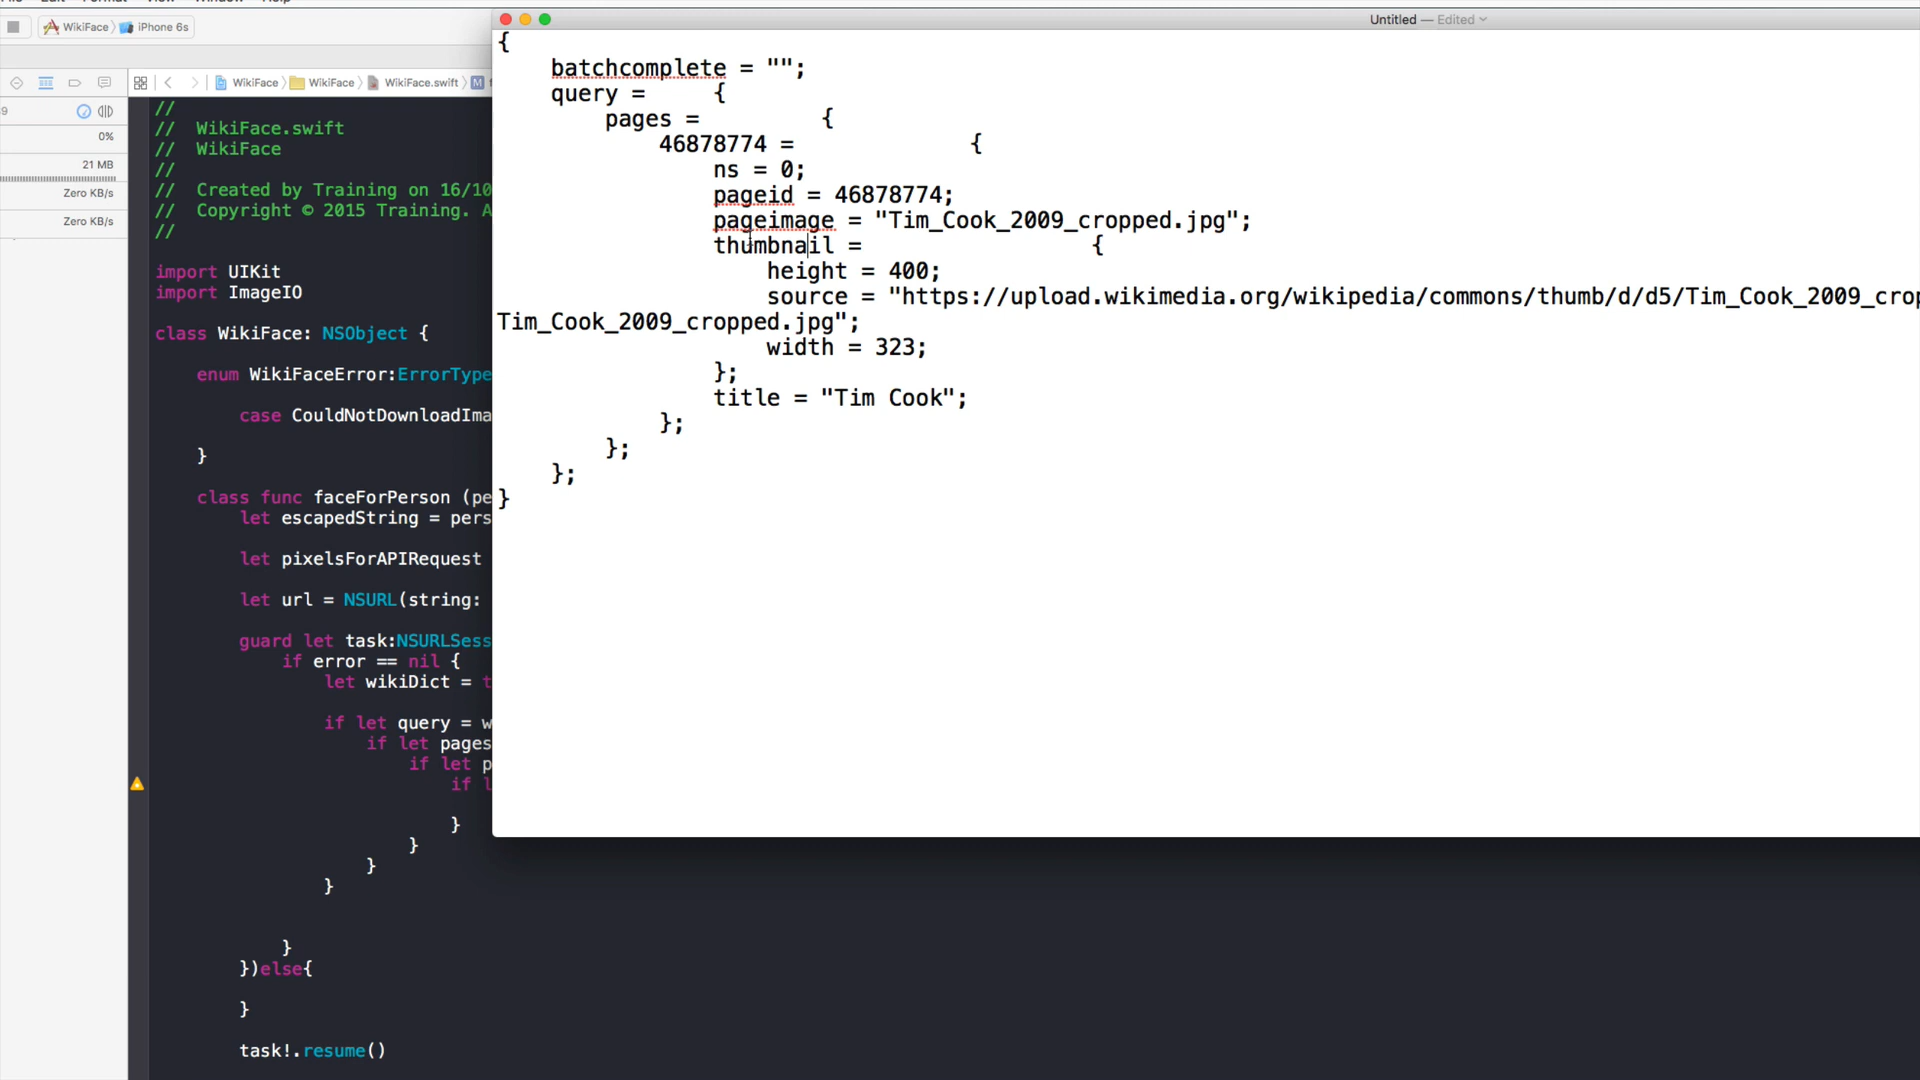 Edit Format Window Help
WikiFace iPhone 6s
WikiFace WikiFace WikiFace.swift M
0%
21 MB
Zero KB/s
Zero KB/s
//
// WikiFace.swift
// WikiFace
//
// Created by Training on 16/10
// Copyright © 2015 Training. A
//
import UIKit
import ImageIO
class WikiFace: NSObject {
enum WikiFaceError:ErrorType
case CouldNotDownloadIma
}
class func faceForPerson (pe
let escapedString = pers
let pixelsForAPIRequest
let url = NSURL(string:
guard let task:NSURLSess
if error == nil {
let wikiDict = t
if let query = w
if let pages
if let p
if l
}
}
}
}
}
})else{
}
task!.resume()
Untitled — Edited
{
batchcomplete = "";
query = {
pages = {
46878774 = {
ns = 0;
pageid = 46878774;
pageimage = "Tim_Cook_2009_cropped.jpg";
thumbnail = {
height = 400;
source = "https://upload.wikimedia.org/wikipedia/commons/thumb/d/d5/Tim_Cook_2009_crop
Tim_Cook_2009_cropped.jpg";
width = 323;
};
title = "Tim Cook";
};
};
};
}